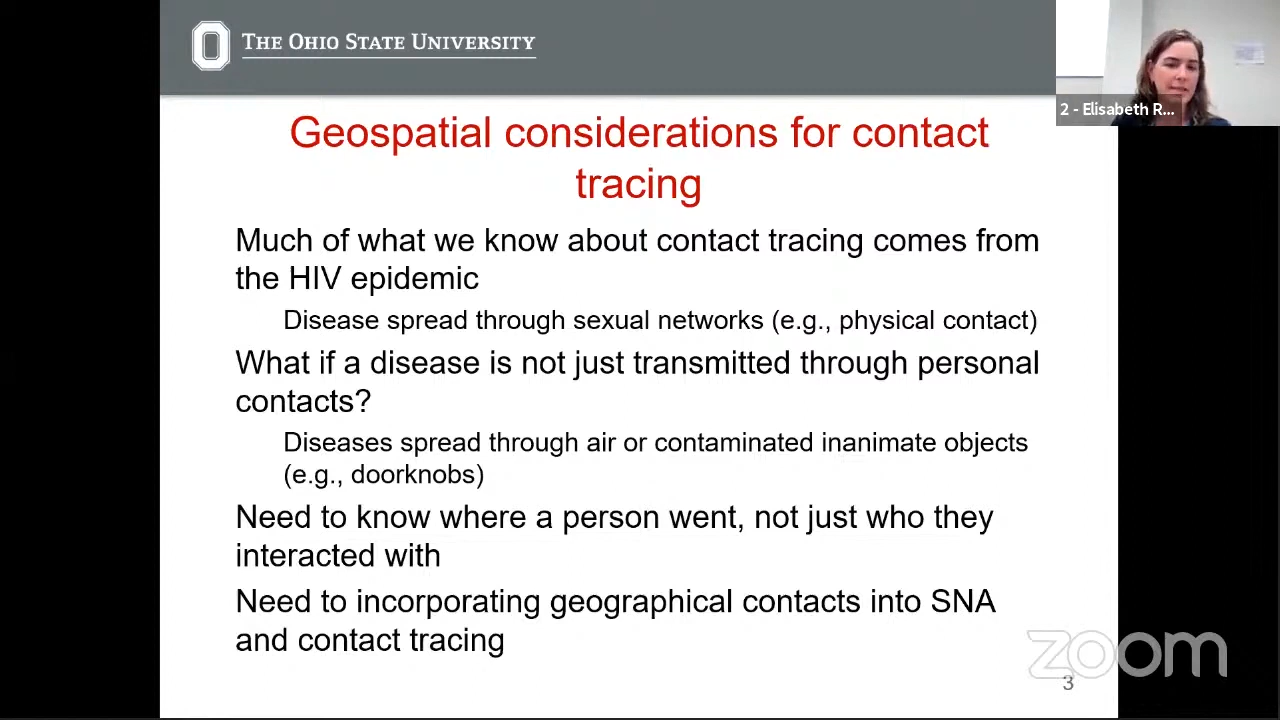 THE OHIO STATE UNIVERSITY
2 - Elisabeth R...
Geospatial considerations for contact
tracing
Much of what we know about contact tracing comes from
the HIV epidemic
Disease spread through sexual networks (e.g., physical contact)
What if a disease is not just transmitted through personal
contacts?
Diseases spread through air or contaminated inanimate objects
(e.g., doorknobs)
Need to know where a person went, not just who they
interacted with
Need to incorporating geographical contacts into SNA
and contact tracing
zoom
3